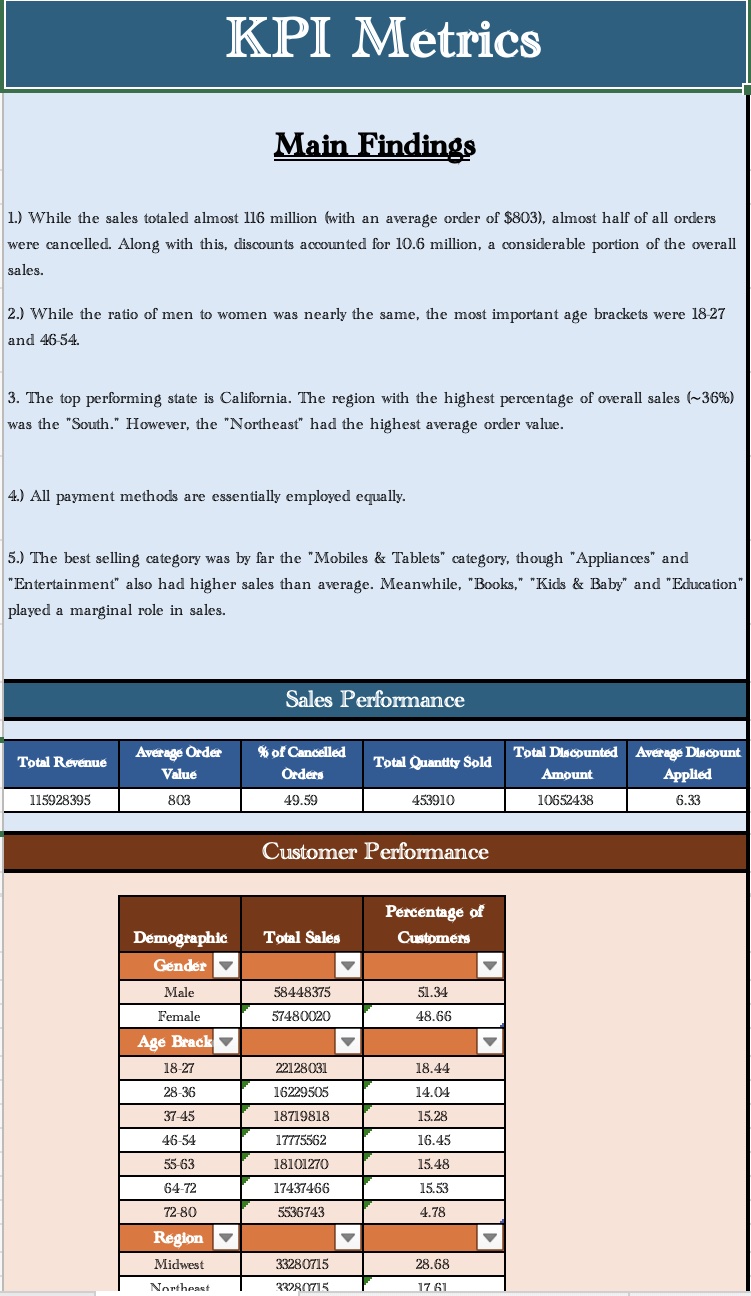 KPI Metrics
Main Findings
1.) While the sales totaled almost 116 million (with an average order of $803), almost half of all orders
were cancelled. Along with this, discounts accounted for 10.6 million, a considerable portion of the overall
sales.
2.) While the ratio of men to women was nearly the same, the most important age brackets were 18-27
and 46-54.
3. The top performing state is California. The region with the highest percentage of overall sales (~36%)
was the "South." However, the "Northeast" had the highest average order value.
4.) All payment methods are essentially employed equally.
5.) The best selling category was by far the "Mobiles & Tablets" category, though "Appliances" and
"Entertainment" also had higher sales than average. Meanwhile, "Books," "Kids & Baby" and "Education"
played a marginal role in sales.
Sales Performance
Total Revenue Average Order Value % of Cancelled Orders Total Quantity Sold Total Discounted Amount Average Discount Applied
115928395 803 49.59 453910 10652438 6.33
Customer Performance
Demographic Total Sales Percentage of Customers
Gender
Male 58448375 51.34
Female 57480020 48.66
Age Brack
18-27 22128031 18.44
28-36 16229505 14.04
37-45 18719818 15.28
46-54 17775562 16.45
55-63 18101270 15.48
64-72 17437466 15.53
72-80 5536743 4.78
Region
Midwest 33280715 28.68
Northeast 33280715 17.61